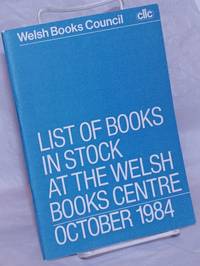 Welsh Books Council
cllc
LIST OF BOOKS
IN STOCK
AT THE WELSH
BOOKS CENTRE
OCTOBER 1984